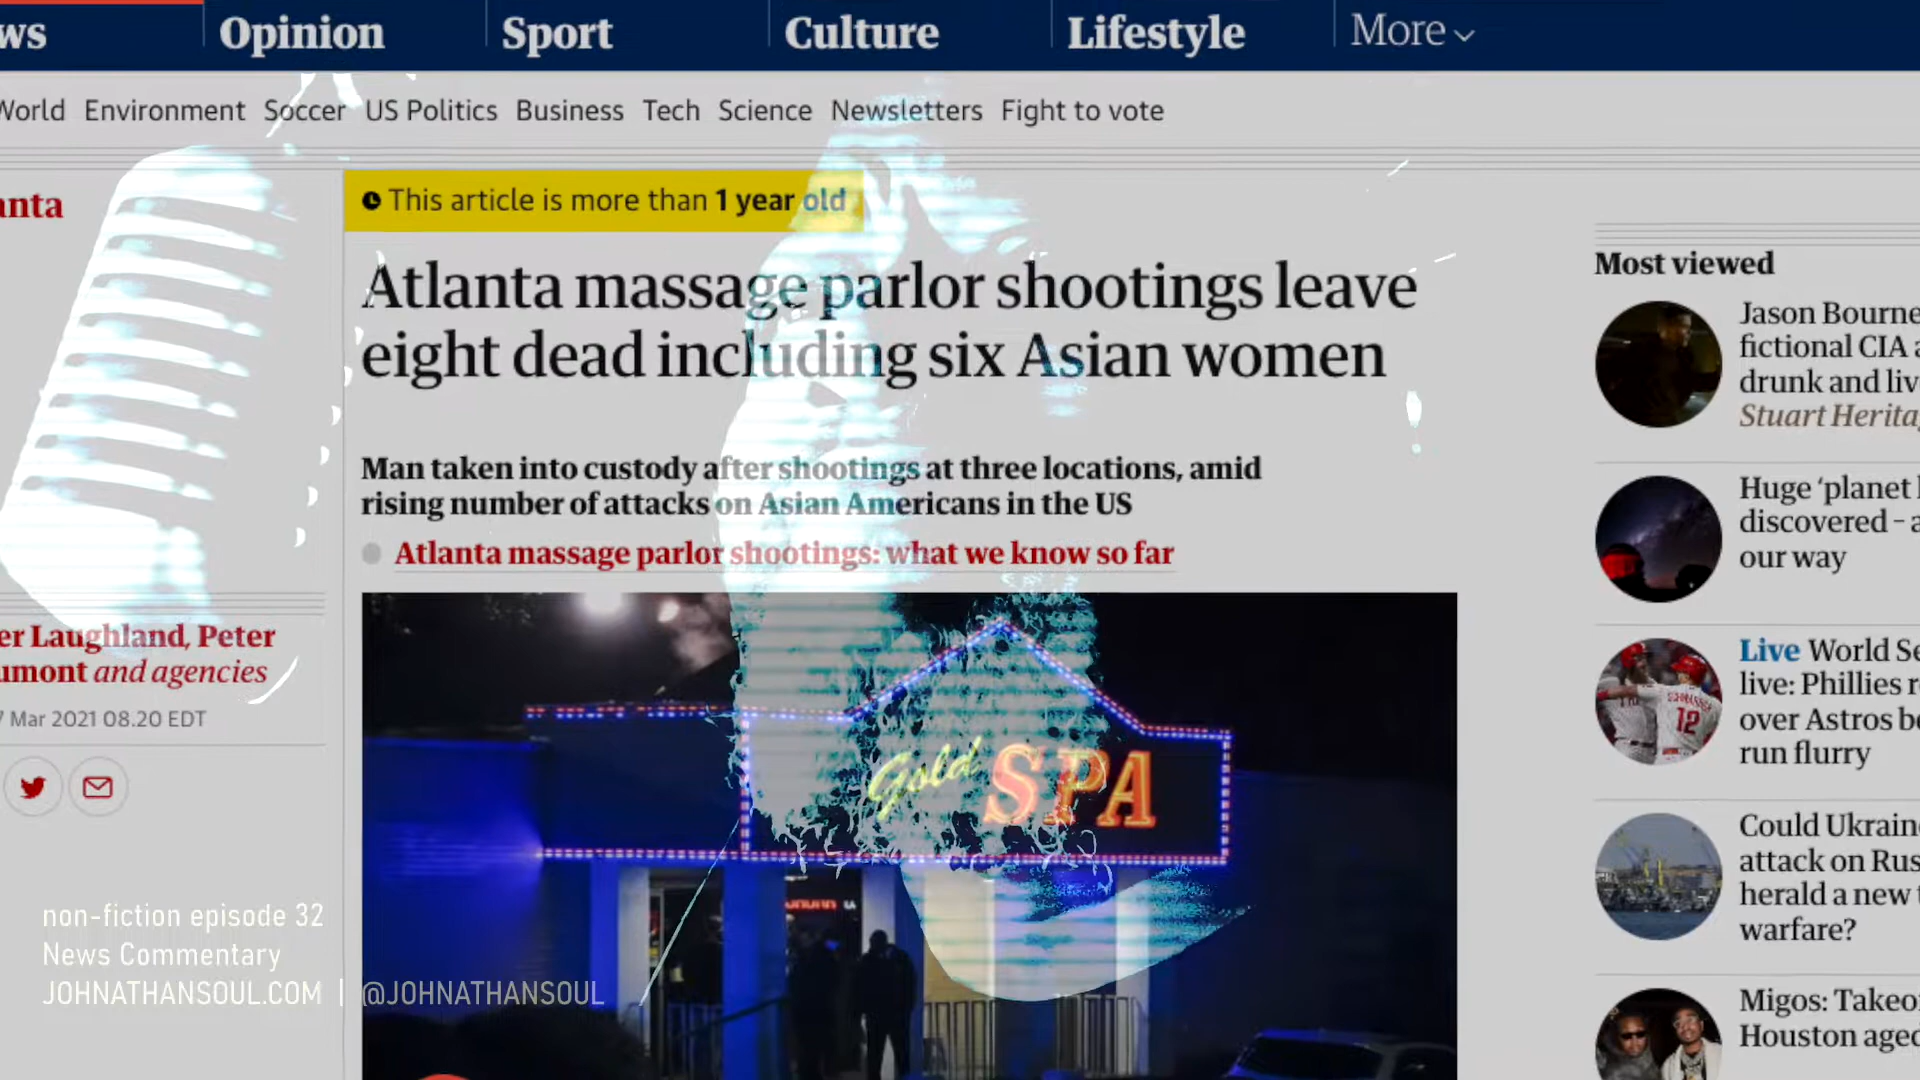 ws Opinion Sport Culture Lifestyle More
World Environment Soccer US Politics Business Tech Science Newsletters Fight to vote
anta
This article is more than 1 year old
Atlanta massage parlor shootings leave
eight dead including six Asian women
Man taken into custody after shootings at three locations, amid
rising number of attacks on Asian Americans in the US
Atlanta massage parlor shootings: what we know so far
er Laughland, Peter
umont and agencies
7 Mar 2021 08.20 EDT
Gold SPA
non-fiction episode 32
News Commentary
JOHNATHANSOUL.COM | @JOHNATHANSOUL
Most viewed
Jason Bourne
fictional CIA a
drunk and liv
Stuart Heritag
Huge ‘planet k
discovered – a
our way
Live World Se
live: Phillies r
over Astros be
run flurry
12
Could Ukraine
attack on Rus
herald a new t
warfare?
Migos: Takeo
Houston aged